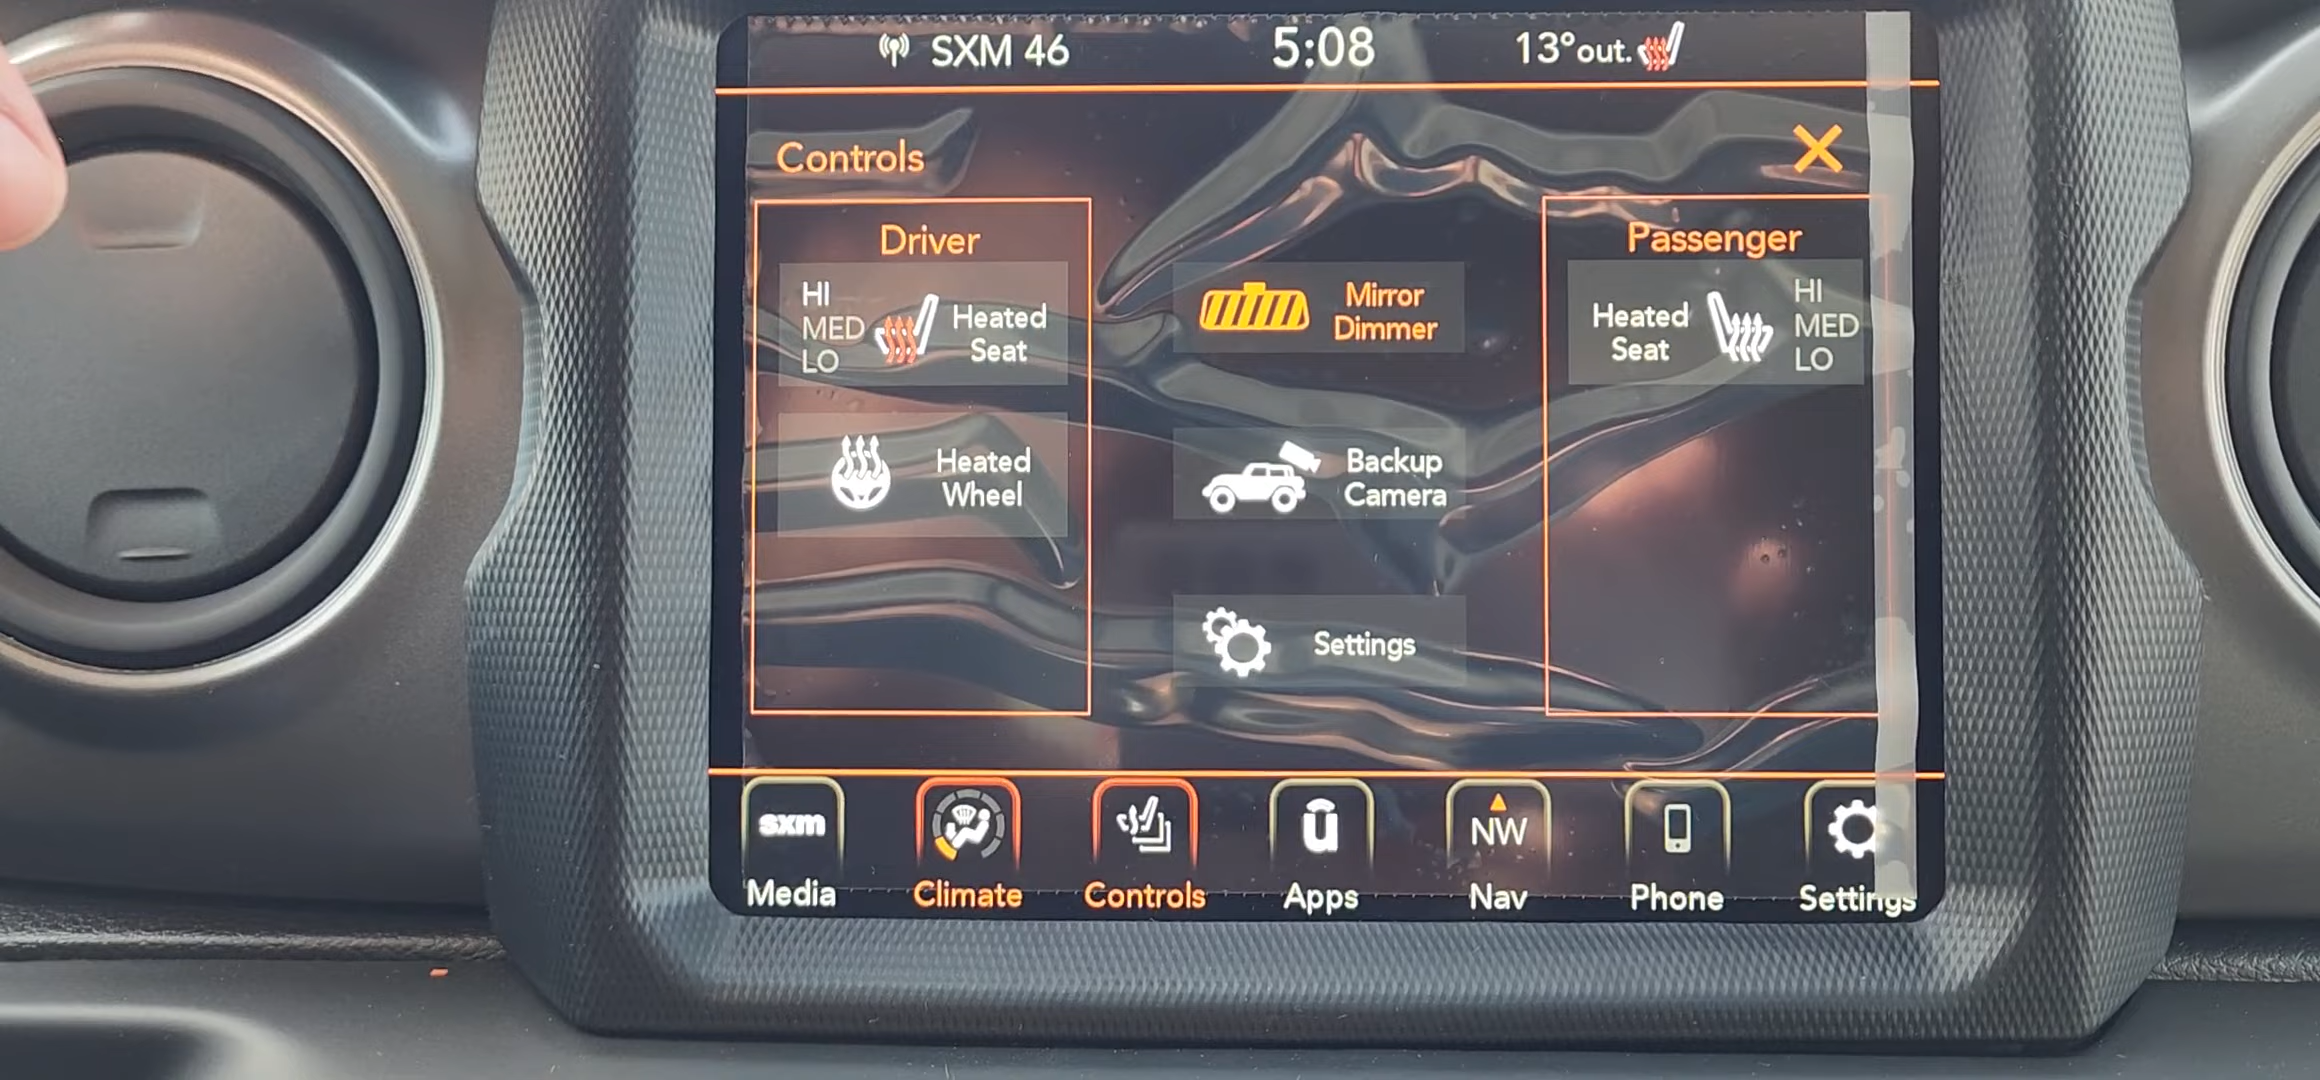 SXM 46
5:08
13°out.
Controls
Driver
Passenger
HI
MED
LO
Heated
Seat
Mirror
Dimmer
Heated
Seat
HI
MED
LO
Heated
Wheel
Backup
Camera
Settings
sxm
Media
Climate
Controls
ū
Apps
NW
Nav
Phone
Settings